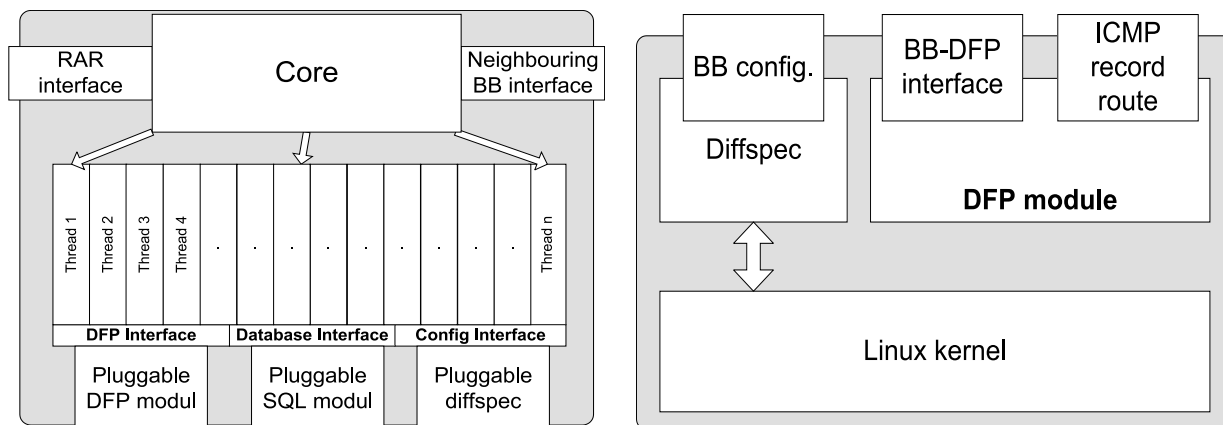 RAR
interface
Core
Neighbouring
BB interface
Thread 1
Thread 2
Thread 3
Thread 4
.
.
.
.
.
.
.
.
.
Thread n
DFP Interface
Database Interface
Config Interface
Pluggable
DFP modul
Pluggable
SQL modul
Pluggable
diffspec
BB config.
BB-DFP
interface
ICMP
record
route
Diffspec
DFP module
Linux kernel